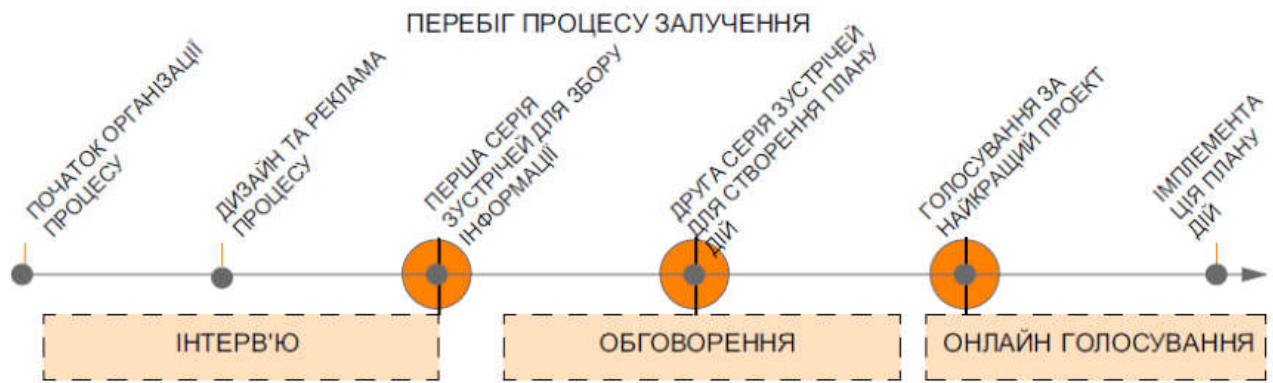 ПЕРЕБІГ ПРОЦЕСУ ЗАЛУЧЕННЯ
ПОЧАТОК ОРГАНІЗАЦІЇ
ПРОЦЕСУ
ДИЗАЙН ТА РЕКЛАМА
ПРОЦЕСУ
ПЕРША СЕРІЯ
ЗУСТРІЧЕЙ ДЛЯ ЗБОРУ
ІНФОРМАЦІЇ
ДРУГА СЕРІЯ ЗУСТРІЧЕЙ
ДЛЯ СТВОРЕННЯ ПЛАНУ
ДІЙ
ГОЛОСУВАННЯ ЗА
НАЙКРАЩИЙ ПРОЕКТ
ІМПЛЕМЕНТА
ЦІЯ ПЛАНУ
ДІЙ
ІНТЕРВ'Ю
ОБГОВОРЕННЯ
ОНЛАЙН ГОЛОСУВАННЯ